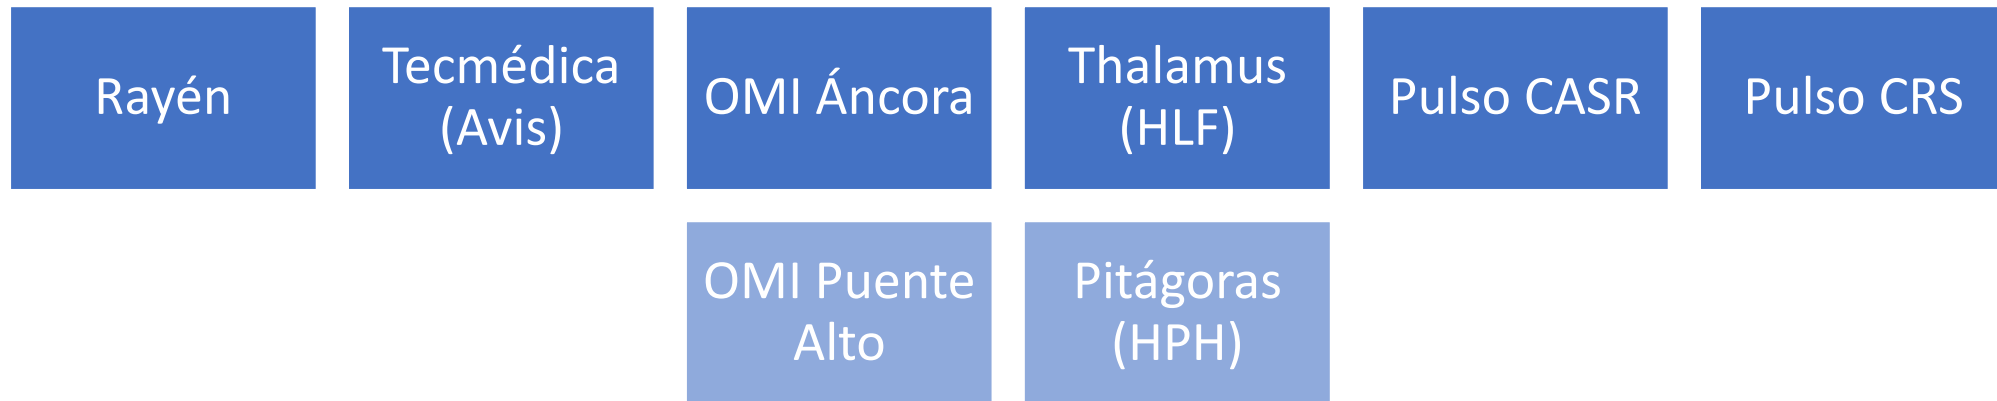 Rayén
Tecmédica
(Avis)
OMI Áncora
Thalamus
(HLF)
Pulso CASR
Pulso CRS
OMI Puente
Alto
Pitágoras
(HPH)